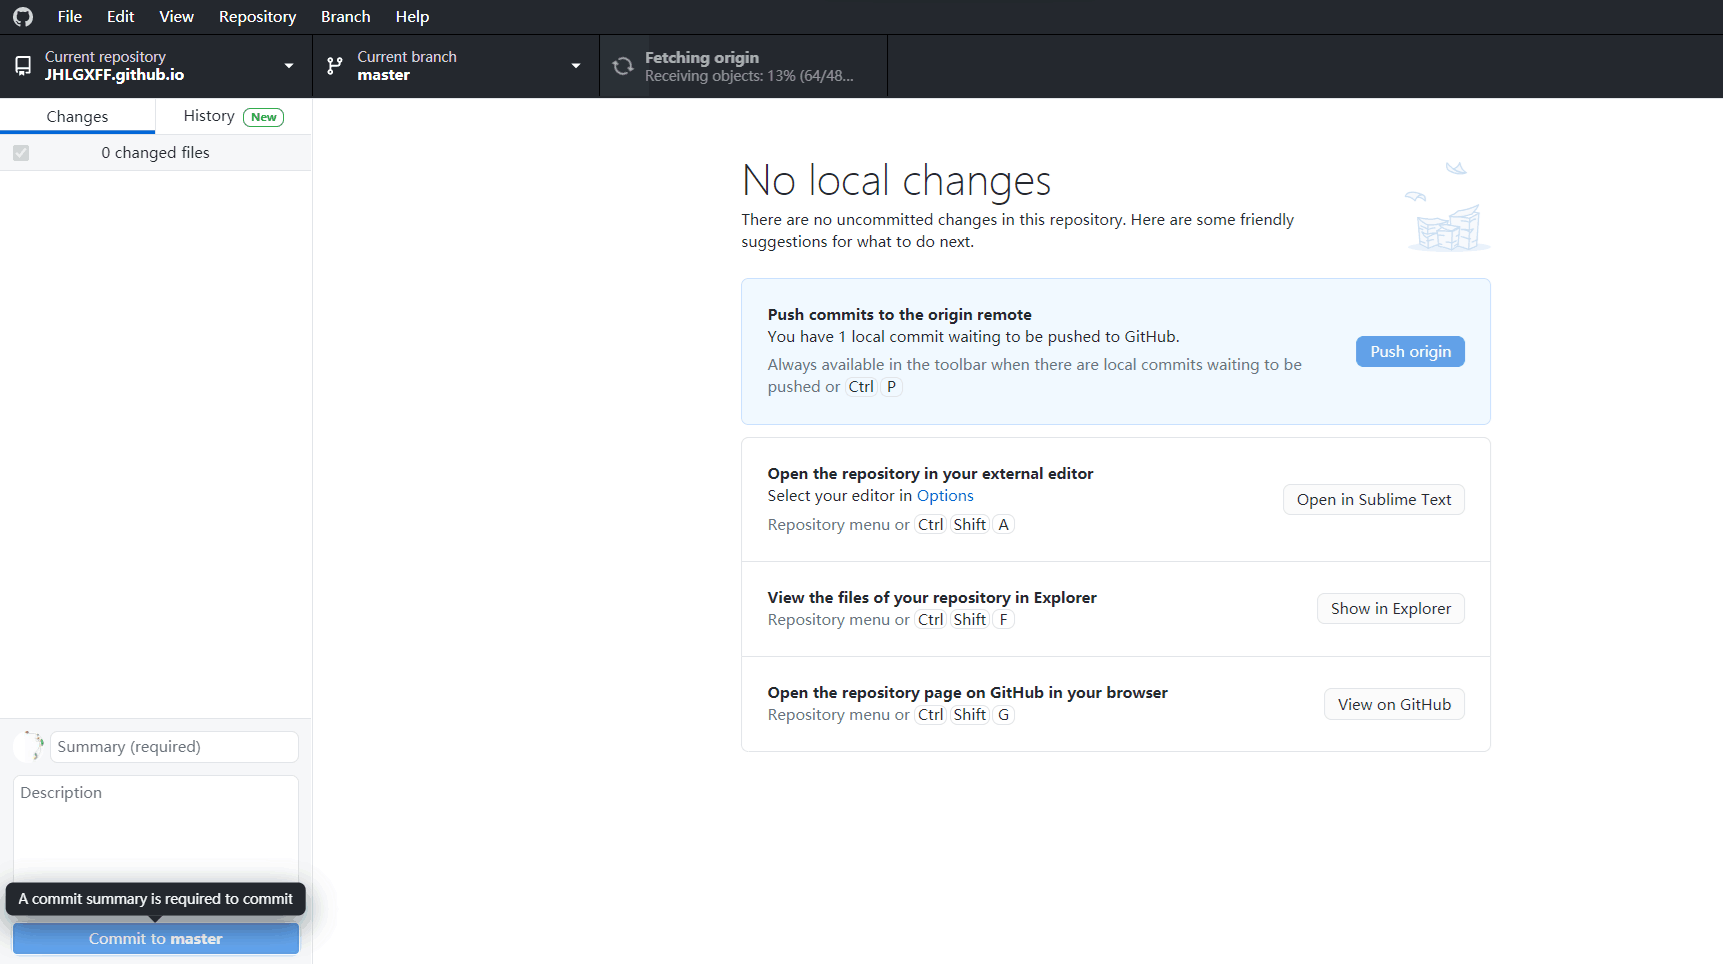 File Edit View Repository Branch Help
Current repository
JHLGXFF.github.io
Current branch
master
Fetching origin
Receiving objects: 13% (64/48...
Changes
History New
0 changed files
No local changes
There are no uncommitted changes in this repository. Here are some friendly
suggestions for what to do next.
Push commits to the origin remote
You have 1 local commit waiting to be pushed to GitHub.
Always available in the toolbar when there are local commits waiting to be
pushed or Ctrl P
Push origin
Open the repository in your external editor
Select your editor in Options
Repository menu or Ctrl Shift A
Open in Sublime Text
View the files of your repository in Explorer
Repository menu or Ctrl Shift F
Show in Explorer
Open the repository page on GitHub in your browser
Repository menu or Ctrl Shift G
View on GitHub
Summary (required)
Description
A commit summary is required to commit
Commit to master